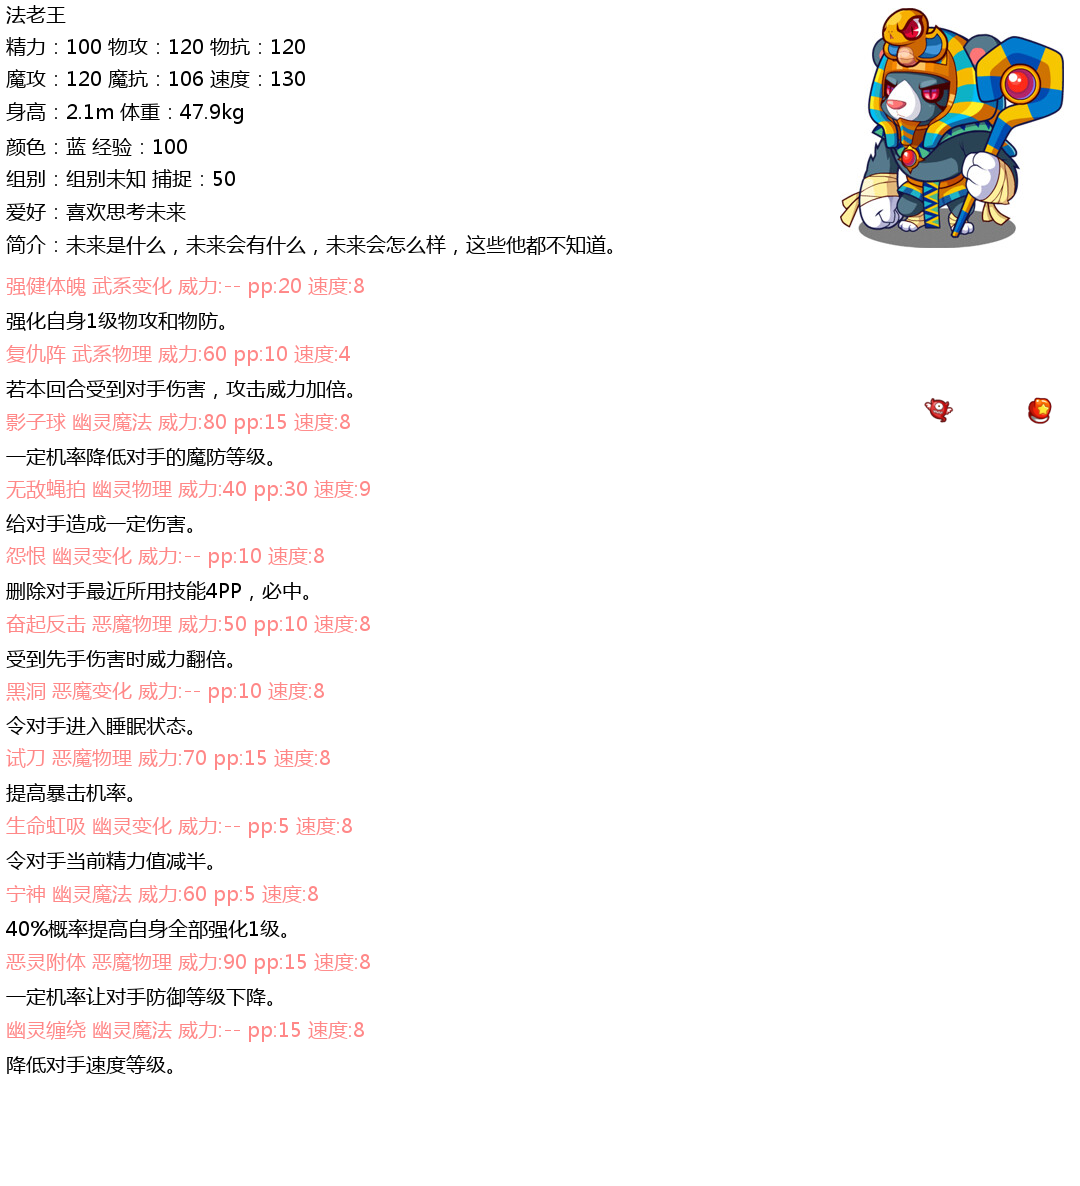 法老王
精力：100 物攻：120 物抗：120
魔攻：120 魔抗：106 速度：130
身高：2.1m 体重：47.9kg
颜色：蓝 经验：100
组别：组别未知 捕捉：50
爱好：喜欢思考未来
简介：未来是什么，未来会有什么，未来会怎么样，这些他都不知道。
强健体魄 武系变化 威力:-- pp:20 速度:8
强化自身1级物攻和物防。
复仇阵 武系物理 威力:60 pp:10 速度:4
若本回合受到对手伤害，攻击威力加倍。
影子球 幽灵魔法 威力:80 pp:15 速度:8
一定机率降低对手的魔防等级。
无敌蝇拍 幽灵物理 威力:40 pp:30 速度:9
给对手造成一定伤害。
怨恨 幽灵变化 威力:-- pp:10 速度:8
删除对手最近所用技能4PP，必中。
奋起反击 恶魔物理 威力:50 pp:10 速度:8
受到先手伤害时威力翻倍。
黑洞 恶魔变化 威力:-- pp:10 速度:8
令对手进入睡眠状态。
试刀 恶魔物理 威力:70 pp:15 速度:8
提高暴击机率。
生命虹吸 幽灵变化 威力:-- pp:5 速度:8
令对手当前精力值减半。
宁神 幽灵魔法 威力:60 pp:5 速度:8
40%概率提高自身全部强化1级。
恶灵附体 恶魔物理 威力:90 pp:15 速度:8
一定机率让对手防御等级下降。
幽灵缠绕 幽灵魔法 威力:-- pp:15 速度:8
降低对手速度等级。